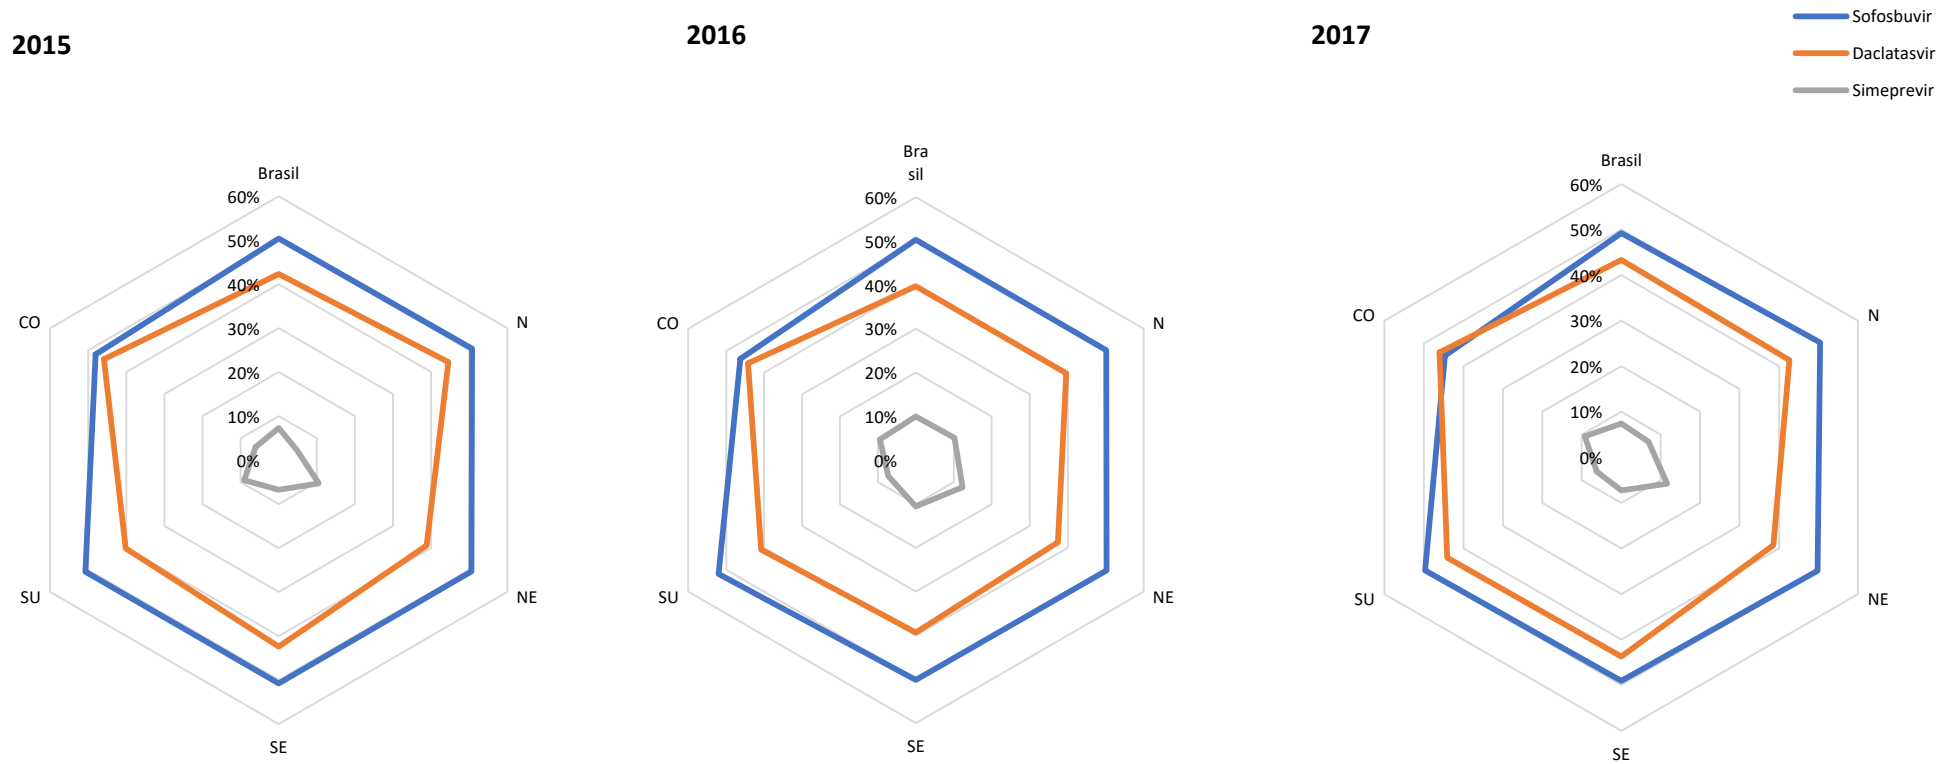 2015
2016
2017
Sofosbuvir
Daclatasvir
Simeprevir
Brasil
60%
50%
40%
30%
20%
10%
0%
CO
N
SU
NE
SE
Bra
sil
60%
50%
40%
30%
20%
10%
0%
CO
N
SU
NE
SE
Brasil
60%
50%
40%
30%
20%
10%
0%
CO
N
SU
NE
SE